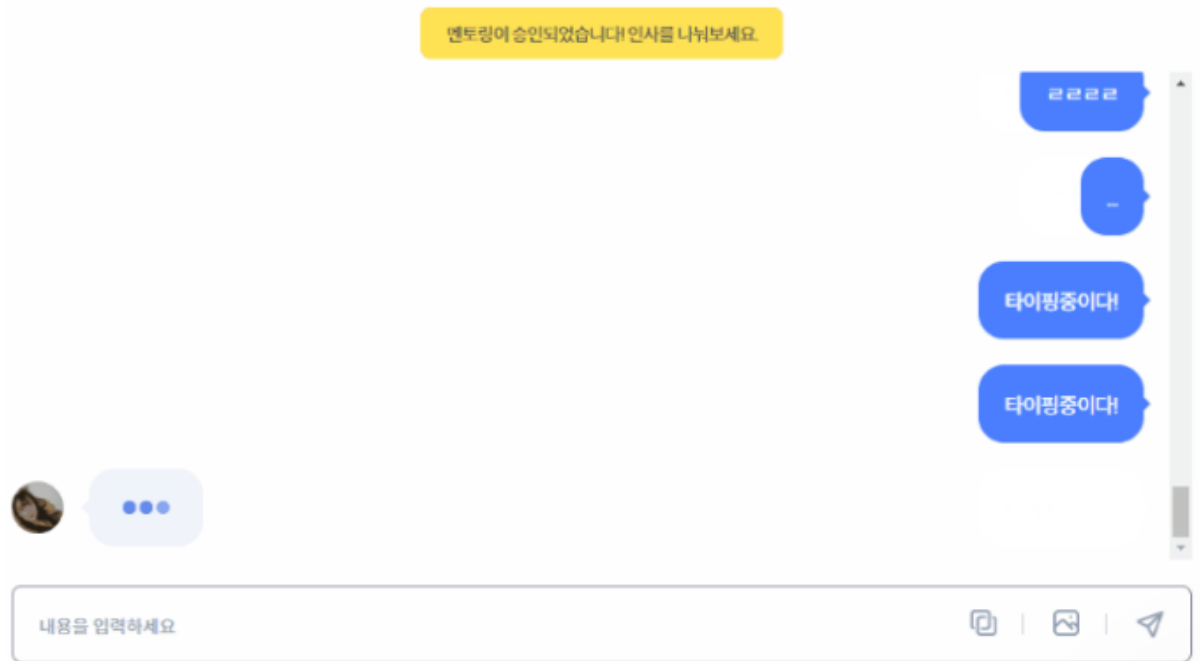 멘토링이 승인되었습니다! 인사를 나눠보세요.
ㄹㄹㄹㄹ
...
타이핑중이다!
타이핑중이다!
내용을 입력하세요